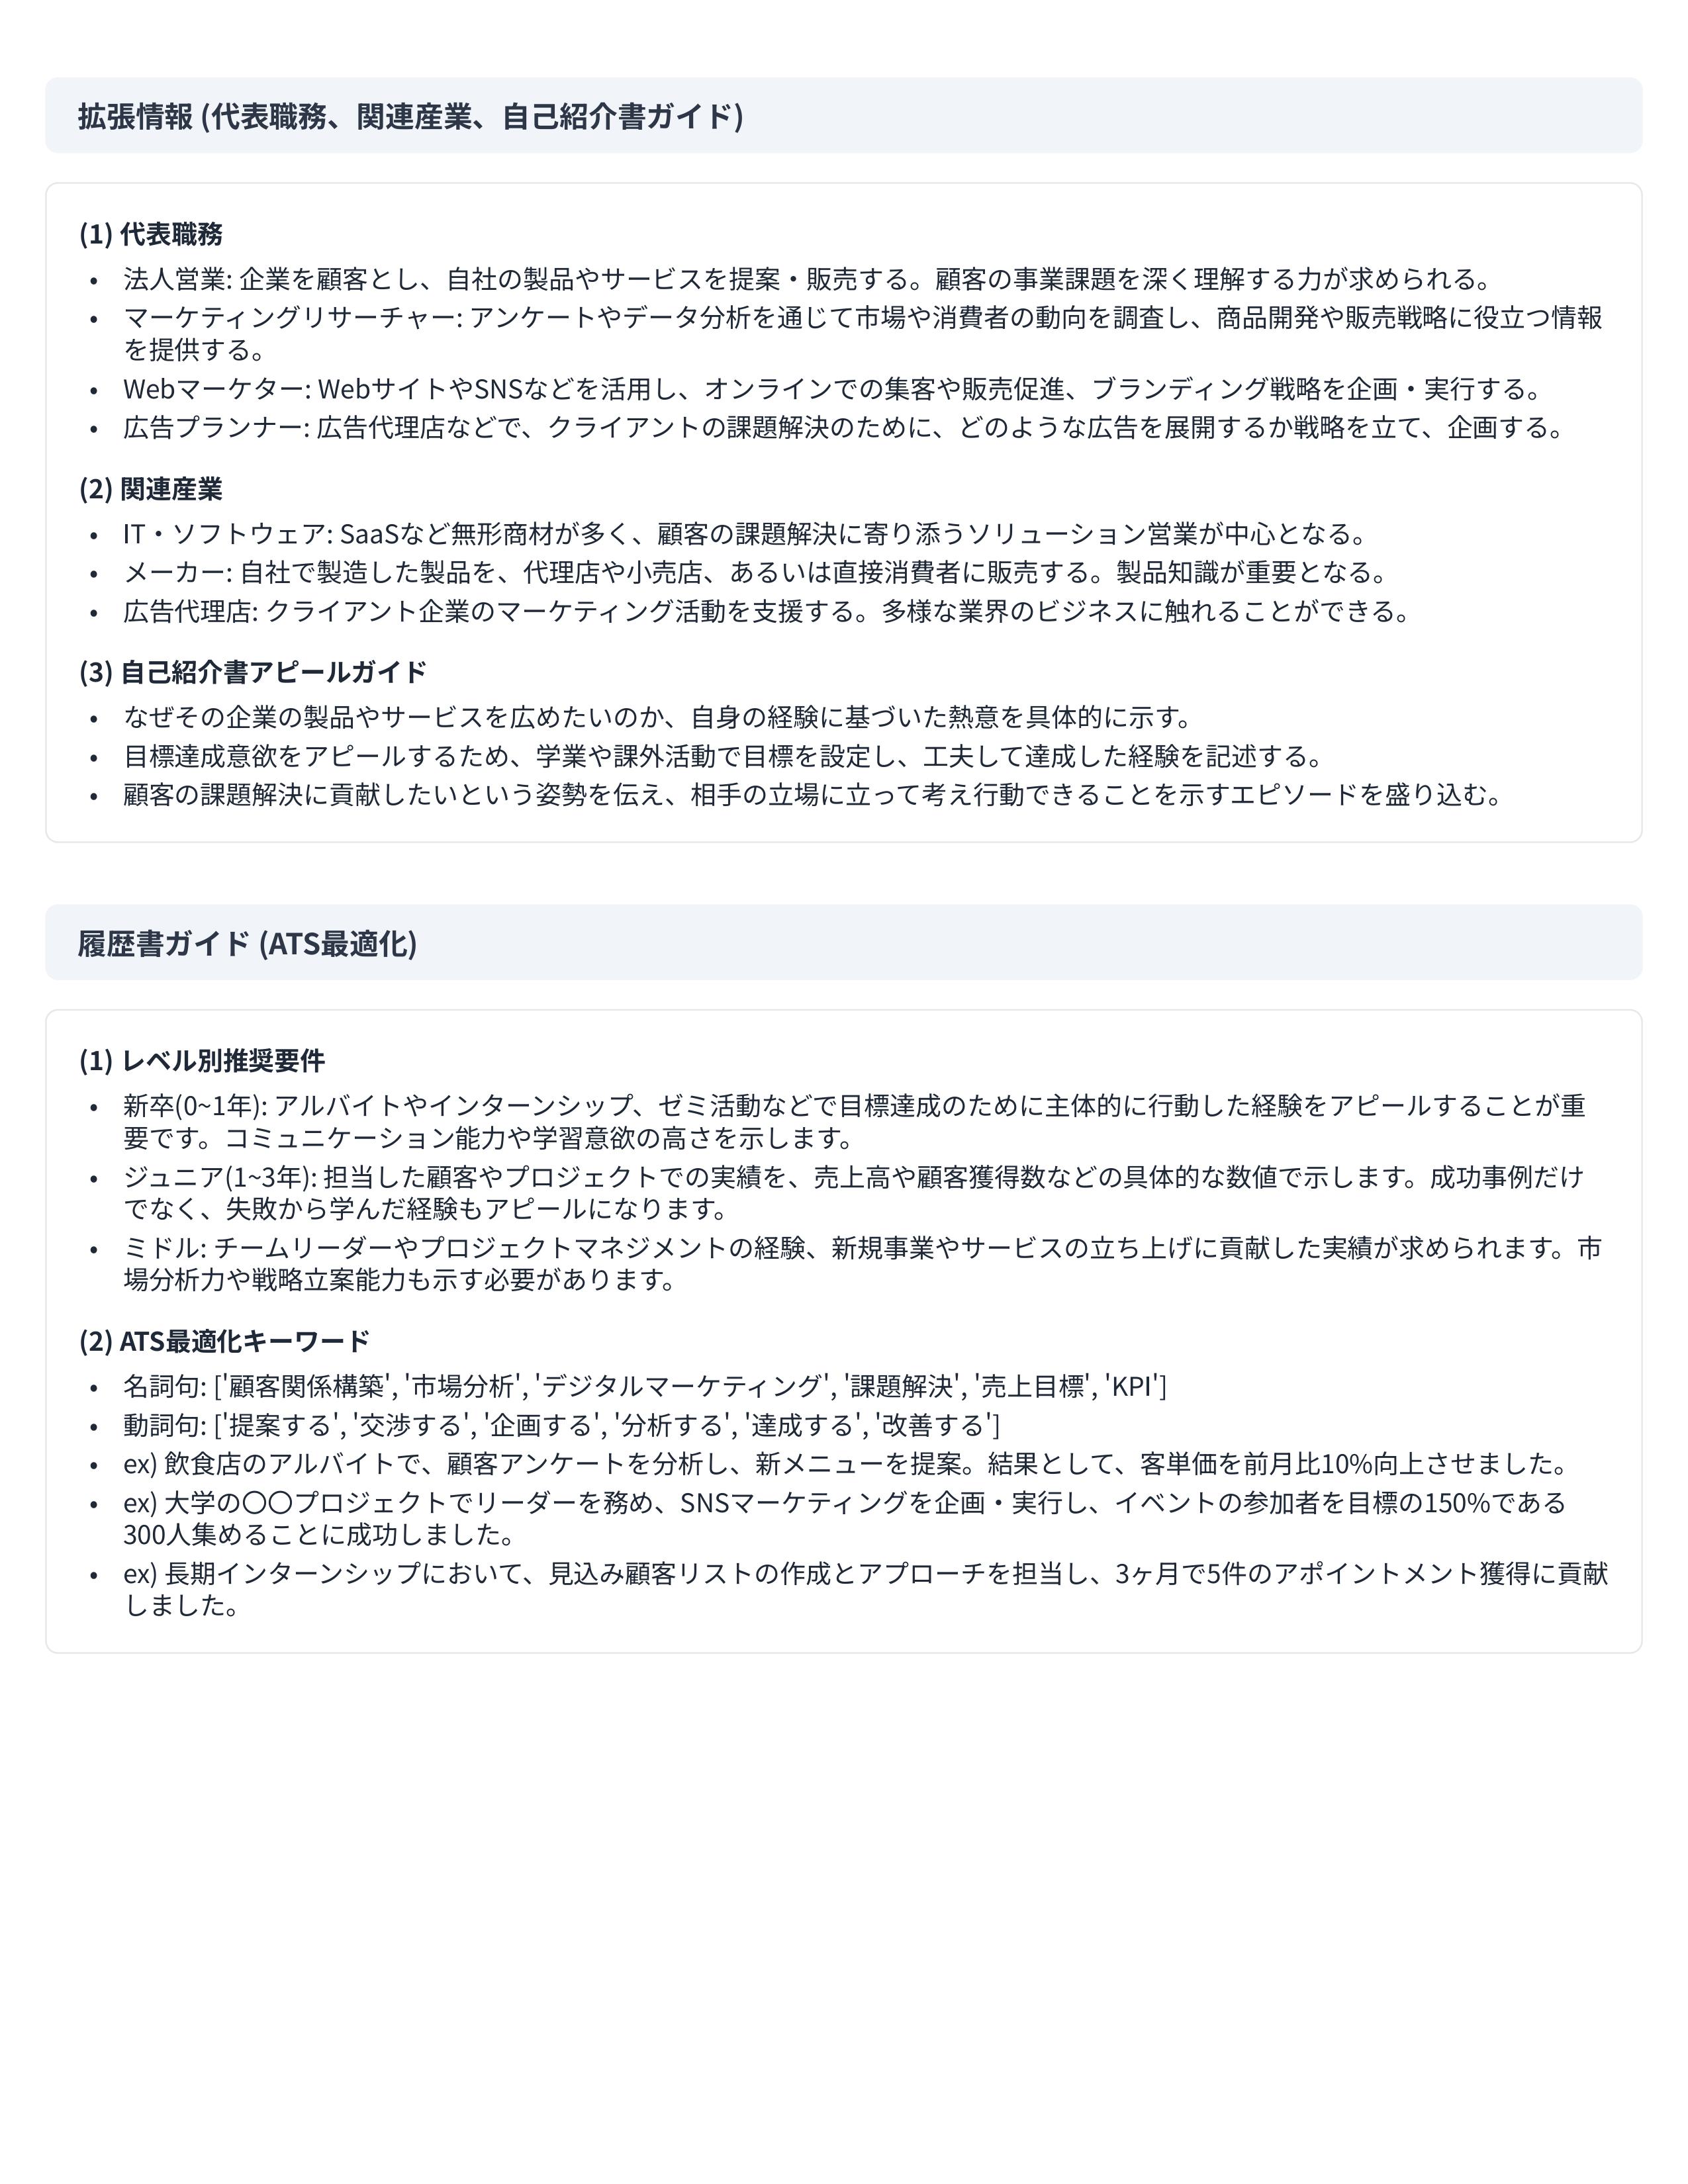 拡張情報 (代表職務、関連産業、自己紹介書ガイド)
(1) 代表職務
• 法人営業: 企業を顧客とし、自社の製品やサービスを提案・販売する。顧客の事業課題を深く理解する力が求められる。
• マーケティングリサーチャー: アンケートやデータ分析を通じて市場や消費者の動向を調査し、商品開発や販売戦略に役立つ情報
を提供する。
• Webマーケター: WebサイトやSNSなどを活用し、オンラインでの集客や販売促進、ブランディング戦略を企画・実行する。
• 広告プランナー: 広告代理店などで、クライアントの課題解決のために、どのような広告を展開するか戦略を立て、企画する。
(2) 関連産業
• IT・ソフトウェア: SaaSなど無形商材が多く、顧客の課題解決に寄り添うソリューション営業が中心となる。
• メーカー: 自社で製造した製品を、代理店や小売店、あるいは直接消費者に販売する。製品知識が重要となる。
• 広告代理店: クライアント企業のマーケティング活動を支援する。多様な業界のビジネスに触れることができる。
(3) 自己紹介書アピールガイド
• なぜその企業の製品やサービスを広めたいのか、自身の経験に基づいた熱意を具体的に示す。
• 目標達成意欲をアピールするため、学業や課外活動で目標を設定し、工夫して達成した経験を記述する。
• 顧客の課題解決に貢献したいという姿勢を伝え、相手の立場に立って考え行動できることを示すエピソードを盛り込む。
履歴書ガイド (ATS最適化)
(1) レベル別推奨要件
• 新卒(0~1年): アルバイトやインターンシップ、ゼミ活動などで目標達成のために主体的に行動した経験をアピールすることが重
要です。コミュニケーション能力や学習意欲の高さを示します。
• ジュニア(1~3年): 担当した顧客やプロジェクトでの実績を、売上高や顧客獲得数などの具体的な数値で示します。成功事例だけ
でなく、失敗から学んだ経験もアピールになります。
• ミドル: チームリーダーやプロジェクトマネジメントの経験、新規事業やサービスの立ち上げに貢献した実績が求められます。市
場分析力や戦略立案能力も示す必要があります。
(2) ATS最適化キーワード
• 名詞句: ['顧客関係構築', '市場分析', 'デジタルマーケティング', '課題解決', '売上目標', 'KPI']
• 動詞句: ['提案する', '交渉する', '企画する', '分析する', '達成する', '改善する']
• ex) 飲食店のアルバイトで、顧客アンケートを分析し、新メニューを提案。結果として、客単価を前月比10%向上させました。
• ex) 大学の〇〇プロジェクトでリーダーを務め、SNSマーケティングを企画・実行し、イベントの参加者を目標の150%である
300人集めることに成功しました。
• ex) 長期インターンシップにおいて、見込み顧客リストの作成とアプローチを担当し、3ヶ月で5件のアポイントメント獲得に貢献
しました。